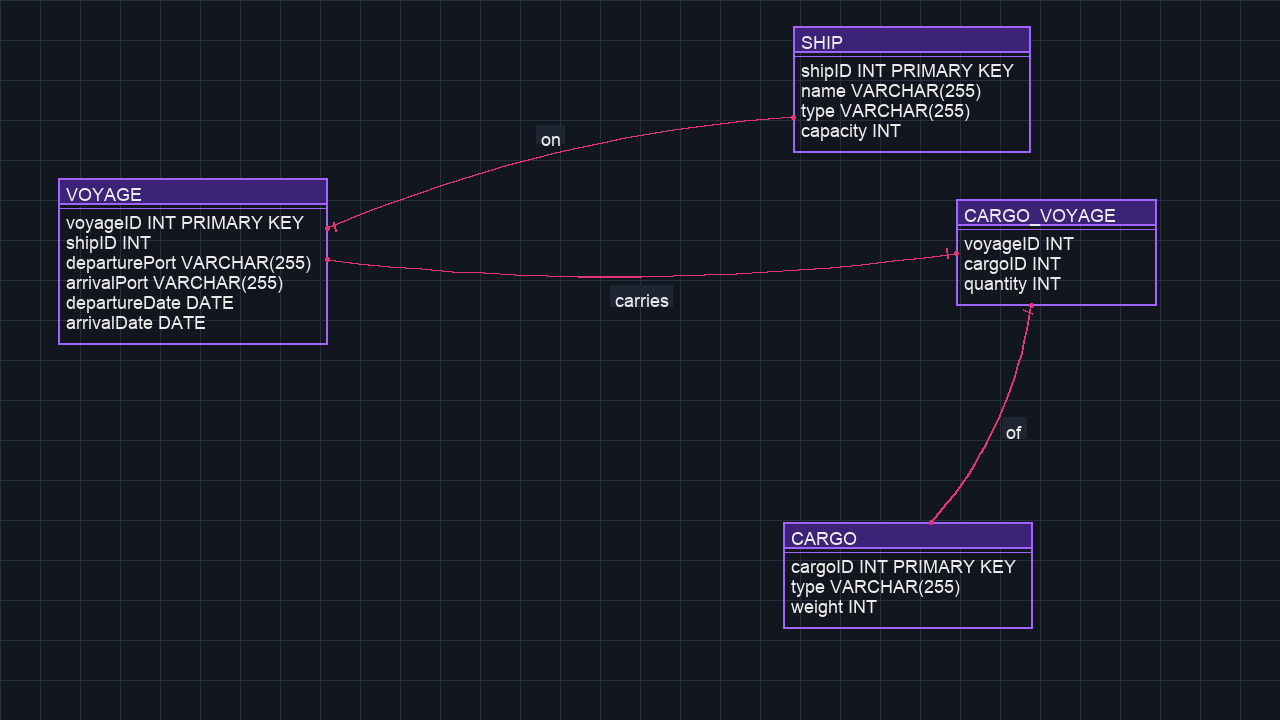 SHIP
shipID INT PRIMARY KEY
name VARCHAR(255)
type VARCHAR(255)
capacity INT
on
VOYAGE
voyageID INT PRIMARY KEY
shipID INT
departurePort VARCHAR(255)
arrivalPort VARCHAR(255)
departureDate DATE
arrivalDate DATE
CARGO_VOYAGE
voyageID INT
cargoID INT
quantity INT
carries
of
CARGO
cargoID INT PRIMARY KEY
type VARCHAR(255)
weight INT